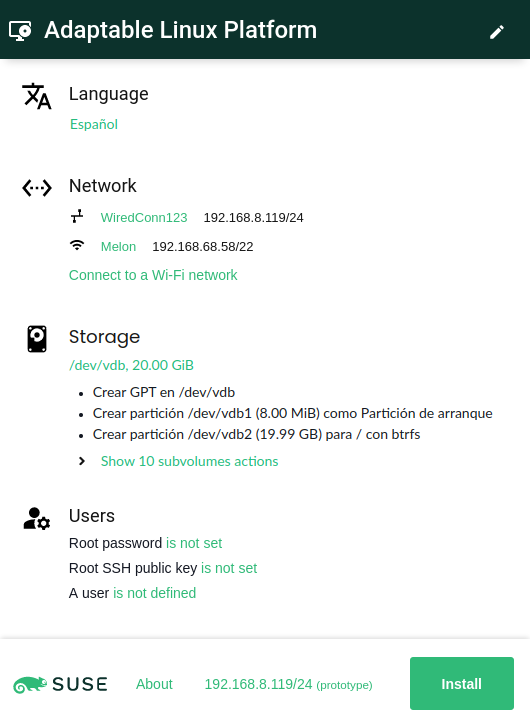 Adaptable Linux Platform
Language
Español
Network
WiredConn123 192.168.8.119/24
Melon 192.168.68.58/22
Connect to a Wi-Fi network
Storage
/dev/vdb, 20.00 GiB
• Crear GPT en /dev/vdb
• Crear partición /dev/vdb1 (8.00 MiB) como Partición de arranque
• Crear partición /dev/vdb2 (19.99 GB) para / con btrfs
Show 10 subvolumes actions
Users
Root password is not set
Root SSH public key is not set
A user is not defined
SUSE About 192.168.8.119/24 (prototype) Install